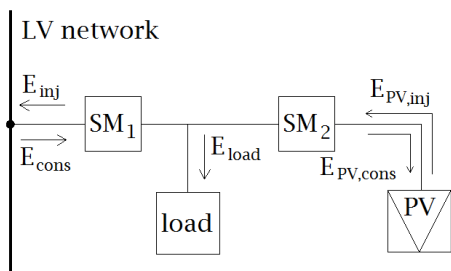 LV network
E_inj
E_PV,inj
SM_1
SM_2
E_load
E_cons
E_PV,cons
load
PV